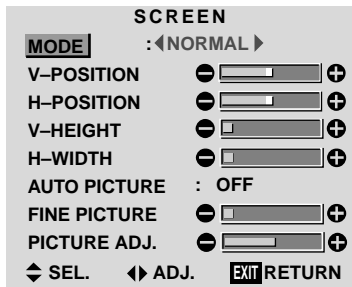 SCREEN
MODE : NORMAL
V–POSITION
H–POSITION
V–HEIGHT
H–WIDTH
AUTO PICTURE : OFF
FINE PICTURE
PICTURE ADJ.
SEL. ADJ. EXIT RETURN